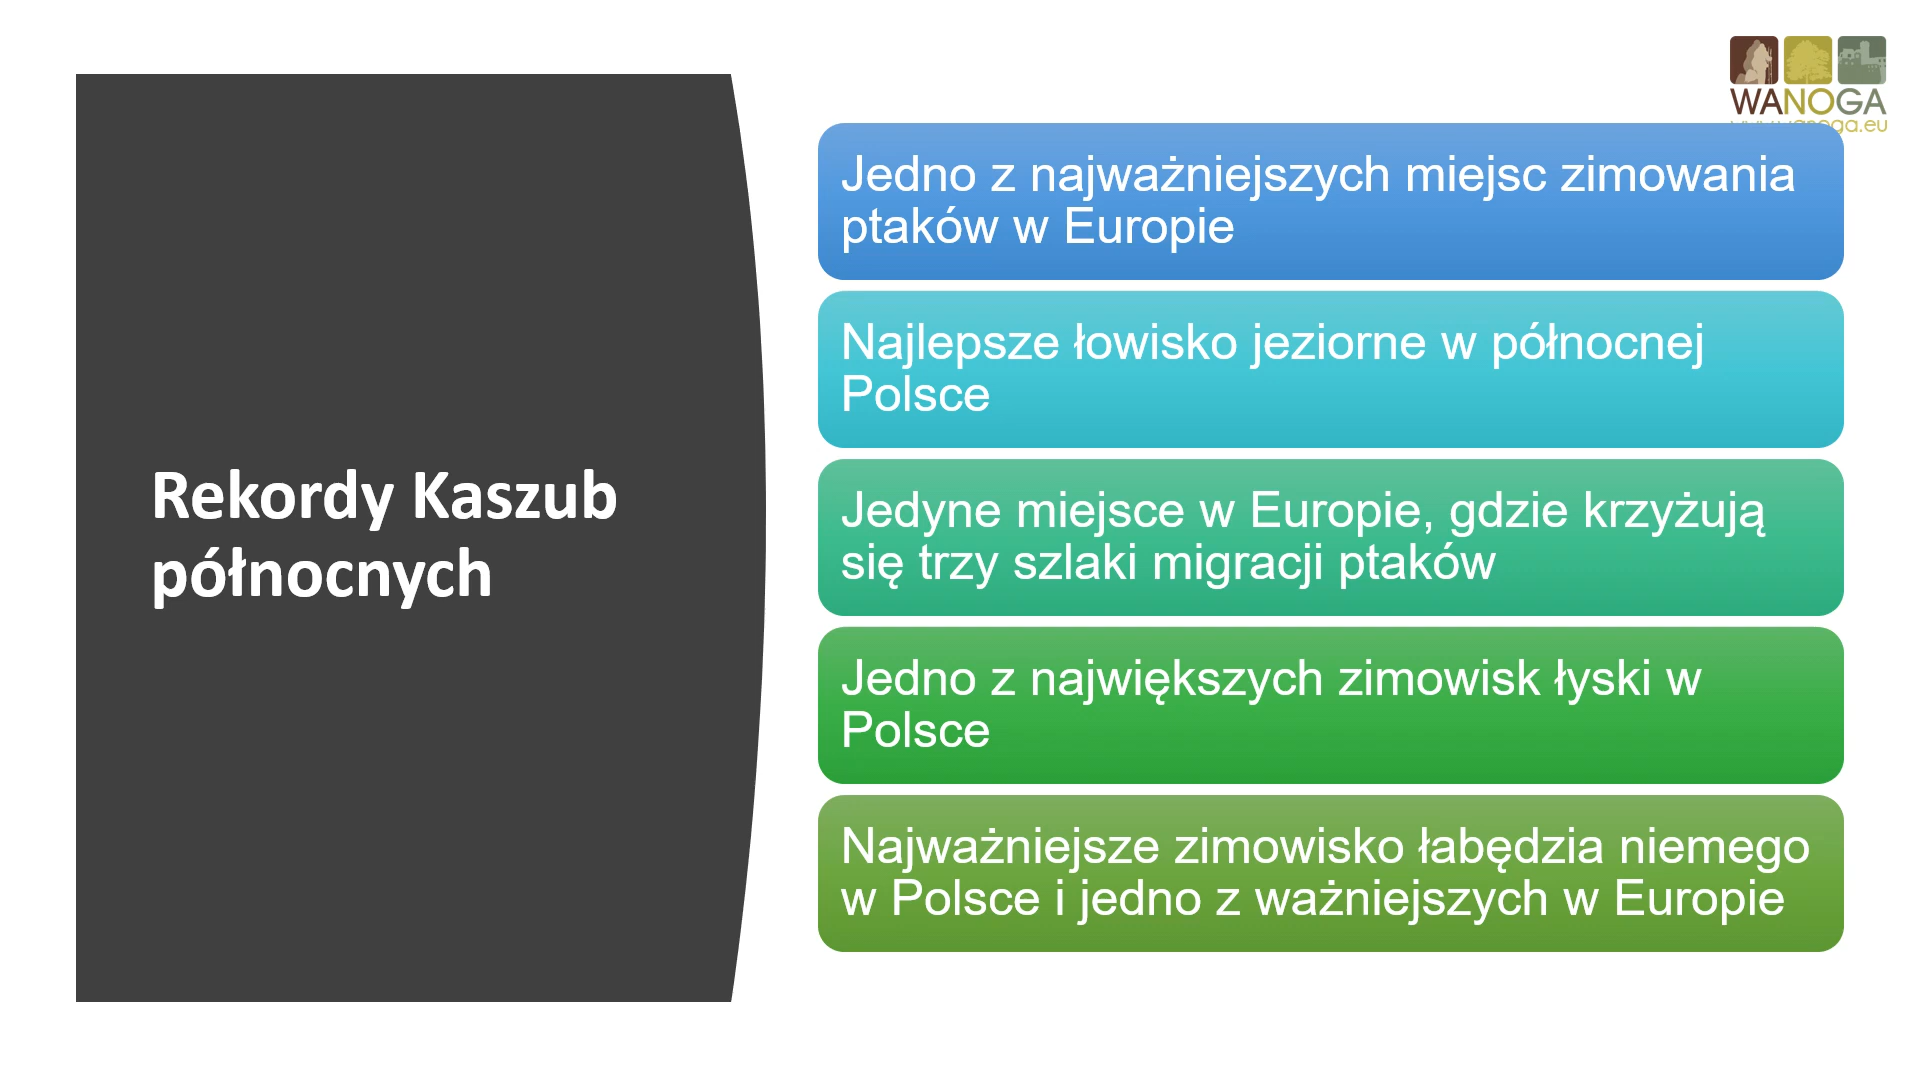 WANOGA
Rekordy Kaszub
północnych
Jedno z najważniejszych miejsc zimowania
ptaków w Europie
Najlepsze łowisko jeziorne w północnej
Polsce
Jedyne miejsce w Europie, gdzie krzyżują
się trzy szlaki migracji ptaków
Jedno z największych zimowisk łyski w
Polsce
Najważniejsze zimowisko łabędzia niemego
w Polsce i jedno z ważniejszych w Europie